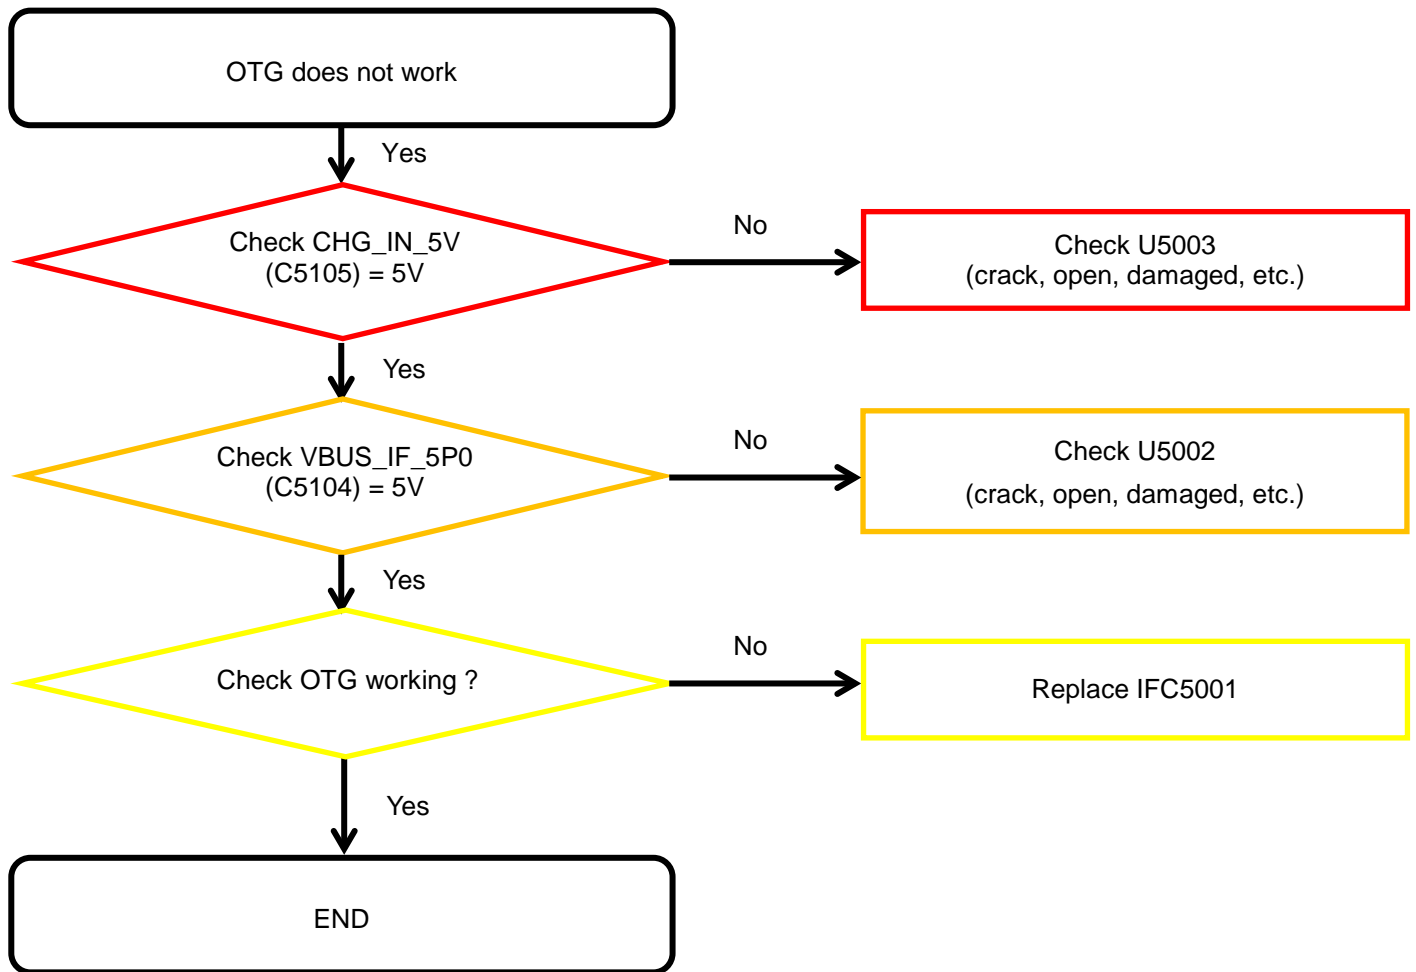 OTG does not work
Yes
Check CHG_IN_5V
(C5105) = 5V
No
Check U5003
(crack, open, damaged, etc.)
Yes
Check VBUS_IF_5P0
(C5104) = 5V
No
Check U5002
(crack, open, damaged, etc.)
Yes
Check OTG working ?
No
Replace IFC5001
Yes
END